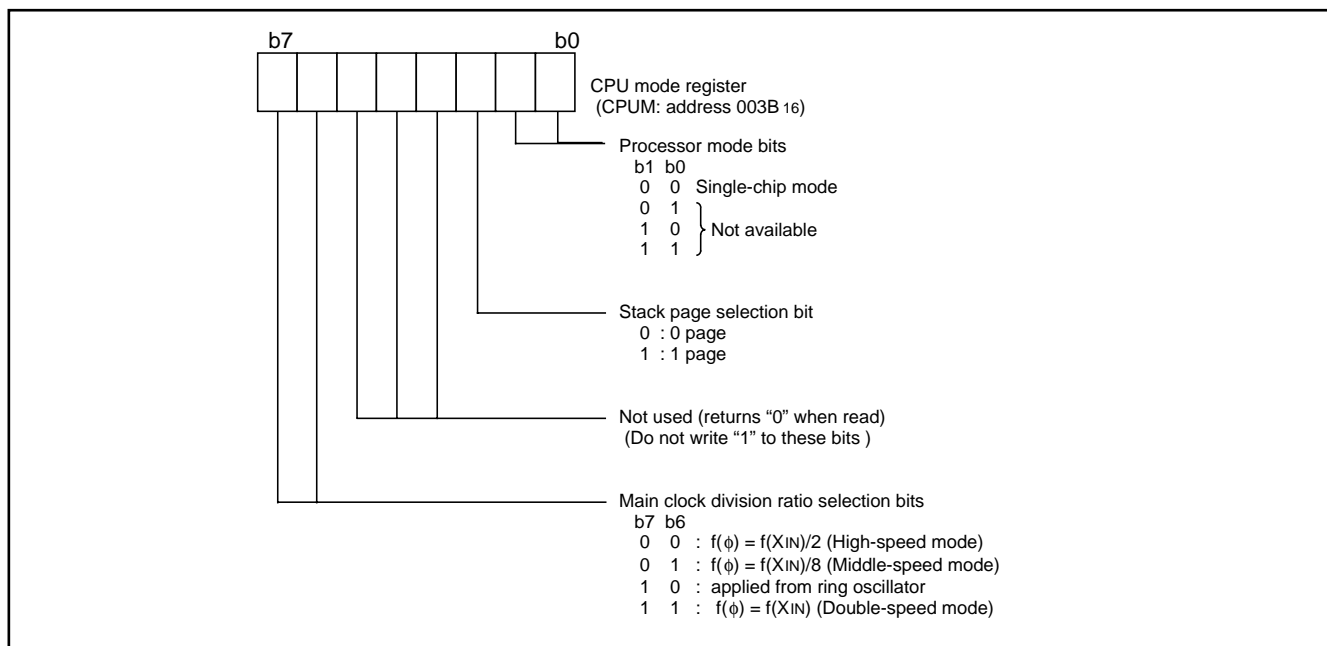 b7 b0
CPU mode register
(CPUM: address 003B 16)
Processor mode bits
b1 b0
0 0 Single-chip mode
0 1
1 0 Not available
1 1
Stack page selection bit
0 : 0 page
1 : 1 page
Not used (returns “0” when read)
(Do not write “1” to these bits )
Main clock division ratio selection bits
b7 b6
0 0 : f(ϕ) = f(XIN)/2 (High-speed mode)
0 1 : f(ϕ) = f(XIN)/8 (Middle-speed mode)
1 0 : applied from ring oscillator
1 1 : f(ϕ) = f(XIN) (Double-speed mode)